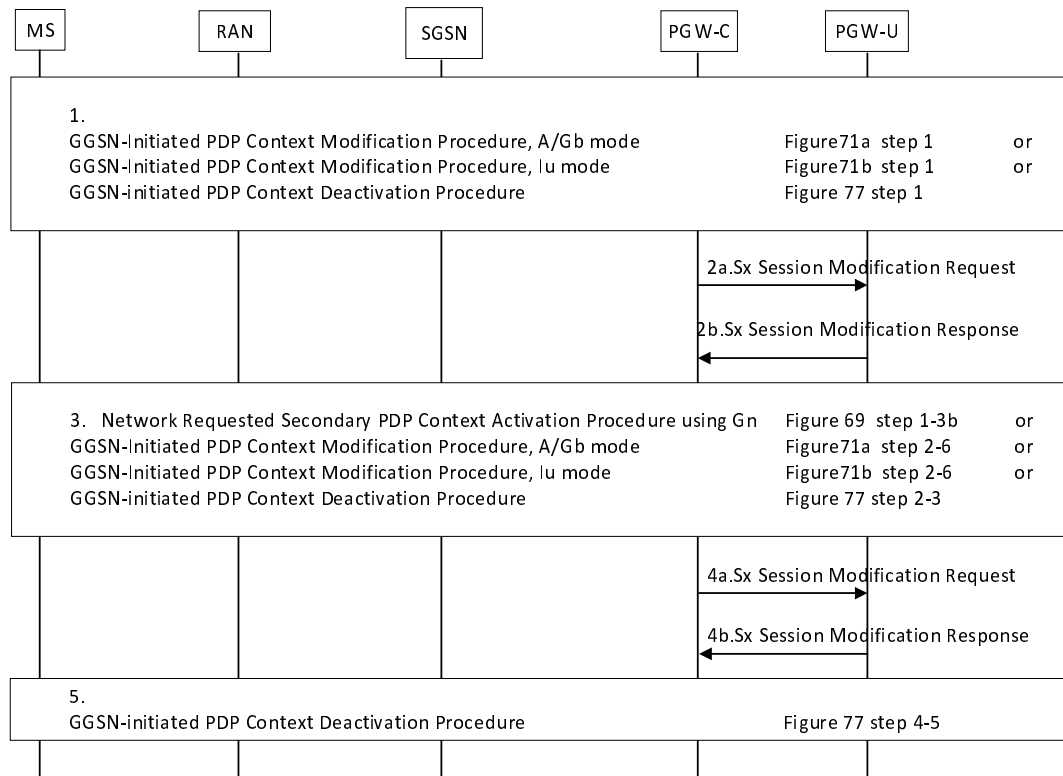 MS RAN SGSN PGW-C PGW-U
1.
GGSN-Initiated PDP Context Modification Procedure, A/Gb mode Figure71a step 1 or
GGSN-Initiated PDP Context Modification Procedure, Iu mode Figure71b step 1 or
GGSN-initiated PDP Context Deactivation Procedure Figure 77 step 1
2a.Sx Session Modification Request
2b.Sx Session Modification Response
3. Network Requested Secondary PDP Context Activation Procedure using Gn Figure 69 step 1-3b or
GGSN-Initiated PDP Context Modification Procedure, A/Gb mode Figure71a step 2-6 or
GGSN-Initiated PDP Context Modification Procedure, Iu mode Figure71b step 2-6 or
GGSN-initiated PDP Context Deactivation Procedure Figure 77 step 2-3
4a.Sx Session Modification Request
4b.Sx Session Modification Response
5.
GGSN-initiated PDP Context Deactivation Procedure Figure 77 step 4-5